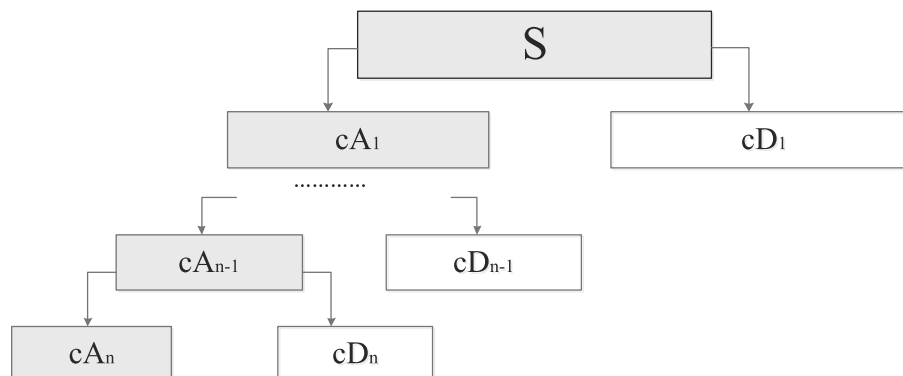 S
cA₁ cD₁
............
cAₙ₋₁ cDₙ₋₁
cAₙ cDₙ